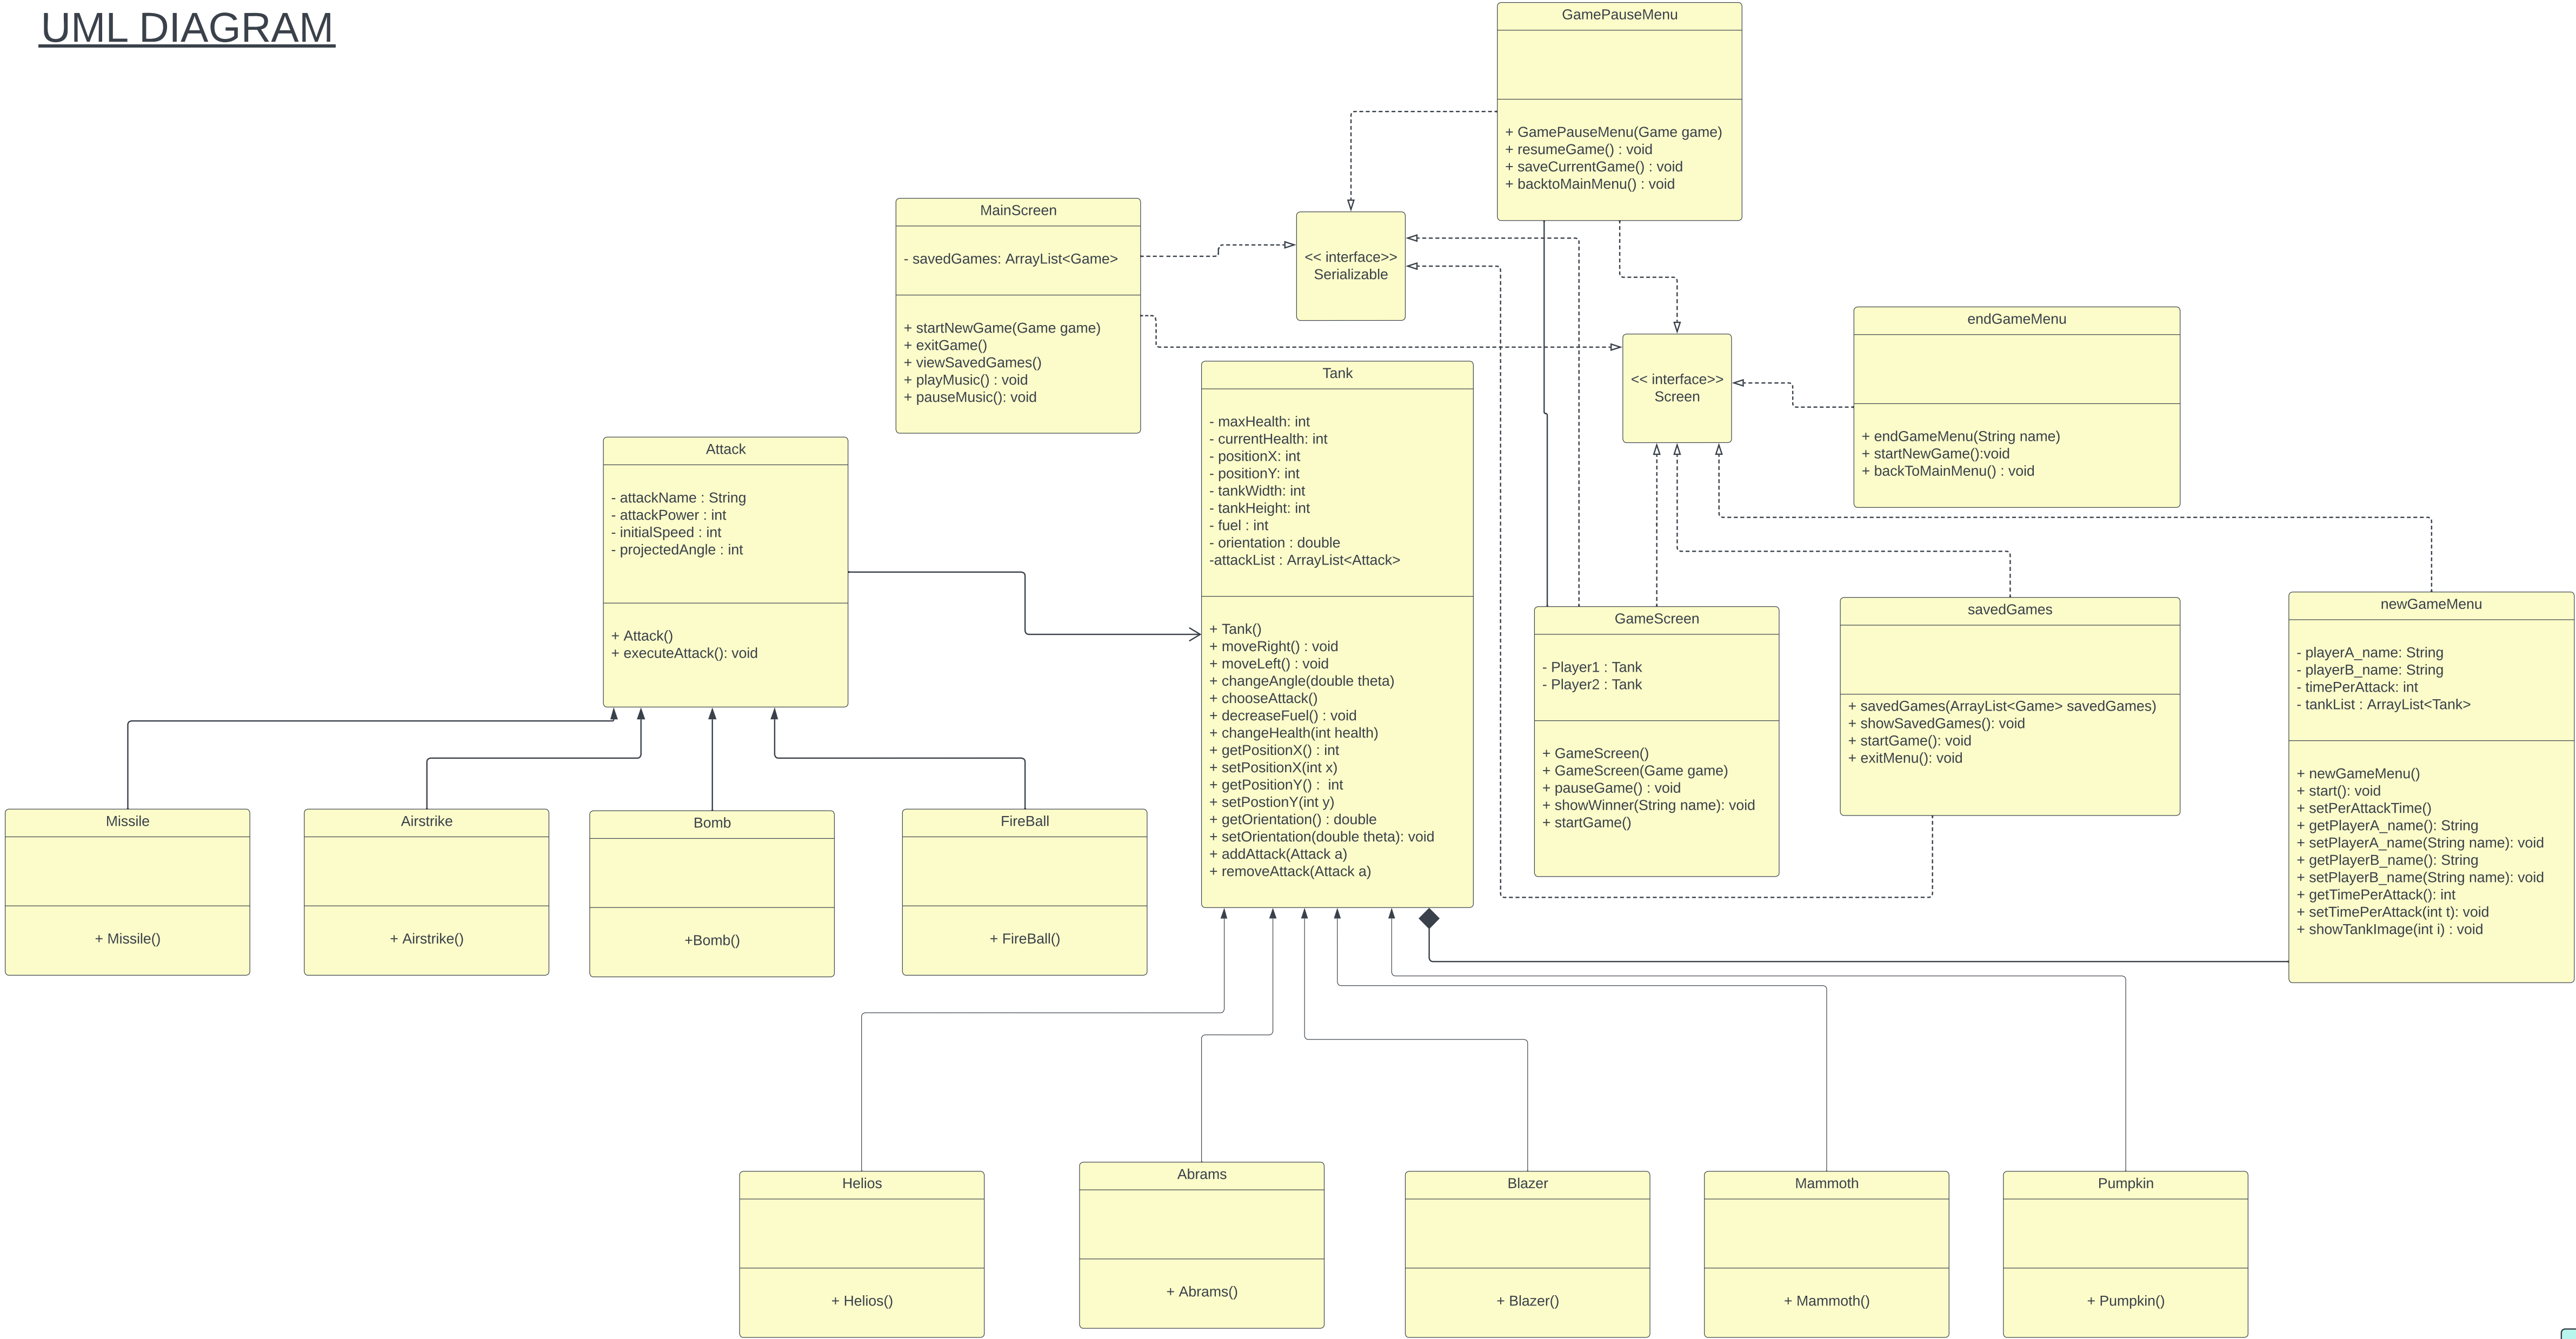 UML DIAGRAM
GamePauseMenu
+ GamePauseMenu(Game game)
+ resumeGame() : void
+ saveCurrentGame() : void
+ backtoMainMenu() : void
MainScreen
- savedGames: ArrayList<Game>
+ startNewGame(Game game)
+ exitGame()
+ viewSavedGames()
+ playMusic() : void
+ pauseMusic(): void
<< interface>>
Serializable
<< interface>>
Screen
endGameMenu
+ endGameMenu(String name)
+ startNewGame():void
+ backToMainMenu() : void
Attack
- attackName : String
- attackPower : int
- initialSpeed : int
- projectedAngle : int
+ Attack()
+ executeAttack(): void
Tank
- maxHealth: int
- currentHealth: int
- positionX: int
- positionY: int
- tankWidth: int
- tankHeight: int
- fuel : int
- orientation : double
-attackList : ArrayList<Attack>
+ Tank()
+ moveRight() : void
+ moveLeft() : void
+ changeAngle(double theta)
+ chooseAttack()
+ decreaseFuel() : void
+ changeHealth(int health)
+ getPositionX() : int
+ setPositionX(int x)
+ getPositionY() :  int
+ setPostionY(int y)
+ getOrientation() : double
+ setOrientation(double theta): void
+ addAttack(Attack a)
+ removeAttack(Attack a)
GameScreen
- Player1 : Tank
- Player2 : Tank
+ GameScreen()
+ GameScreen(Game game)
+ pauseGame() : void
+ showWinner(String name): void
+ startGame()
savedGames
+ savedGames(ArrayList<Game> savedGames)
+ showSavedGames(): void
+ startGame(): void
+ exitMenu(): void
newGameMenu
- playerA_name: String
- playerB_name: String
- timePerAttack: int
- tankList : ArrayList<Tank>
+ newGameMenu()
+ start(): void
+ setPerAttackTime()
+ getPlayerA_name(): String
+ setPlayerA_name(String name): void
+ getPlayerB_name(): String
+ setPlayerB_name(String name): void
+ getTimePerAttack(): int
+ setTimePerAttack(int t): void
+ showTankImage(int i) : void
Missile
+ Missile()
Airstrike
+ Airstrike()
Bomb
+Bomb()
FireBall
+ FireBall()
Helios
+ Helios()
Abrams
+ Abrams()
Blazer
+ Blazer()
Mammoth
+ Mammoth()
Pumpkin
+ Pumpkin()